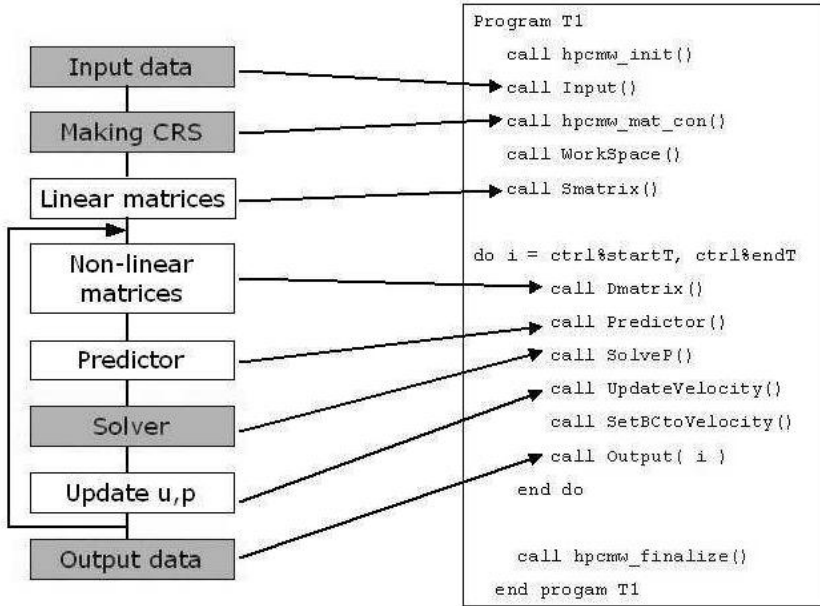 Input data
Making CRS
Linear matrices
Non-linear
matrices
Predictor
Solver
Update u,p
Output data
Program T1
call hpcmw_init()
call Input()
call hpcmw_mat_con()
call WorkSpace()
call Smatrix()
do i = ctrl%startT, ctrl%endT
call Dmatrix()
call Predictor()
call SolveP()
call UpdateVelocity()
call SetBCtoVelocity()
call Output( i )
end do
call hpcmw_finalize()
end progam T1